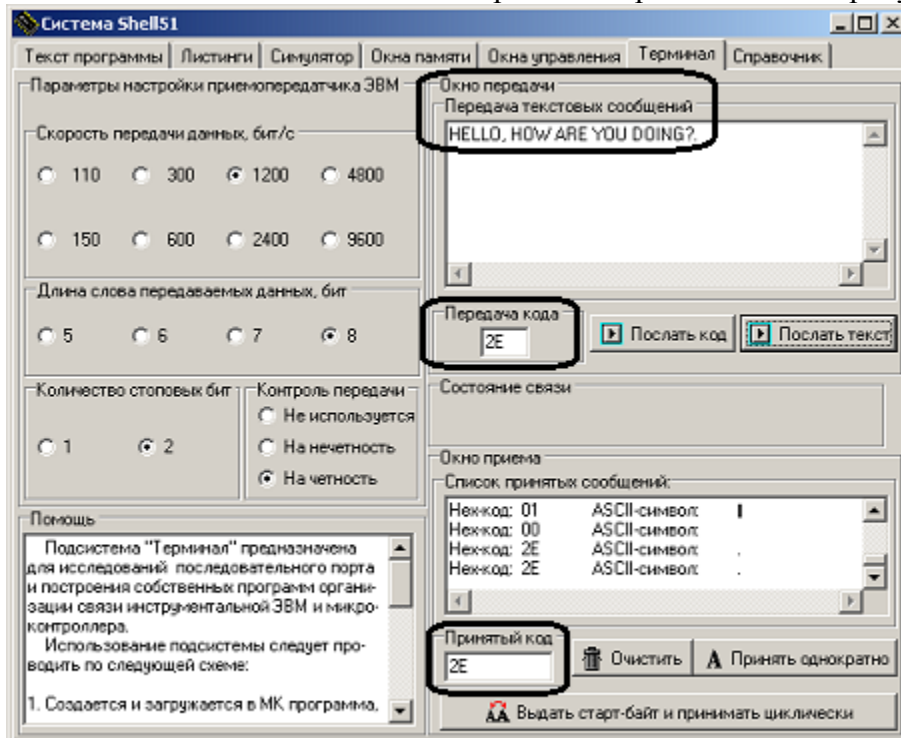 Система Shell51
Текст программы Листинги Симулятор Окна памяти Окна управления Терминал Справочник
Параметры настройки приемопередатчика ЭВМ
Скорость передачи данных, бит/с
110 300 1200 4800
150 600 2400 9600
Длина слова передаваемых данных, бит
5 6 7 8
Количество стоповых бит
1 2
Контроль передачи
Не используется
На нечетность
На четность
Помощь
Подсистема "Терминал" предназначена
для исследований последовательного порта
и построения собственных программ органи-
зации связи инструментальной ЭВМ и микро-
контроллера.
Использование подсистемы следует про-
водить по следующей схеме:
1. Создается и загружается в МК программа,
Окно передачи
Передача текстовых сообщений
HELLO, HOW ARE YOU DOING?.
Передача кода
2E
Послать код Послать текст
Состояние связи
Окно приема
Список принятых сообщений:
Hex-код: 01 ASCII-символ:
Hex-код: 00 ASCII-символ:
Hex-код: 2E ASCII-символ: .
Hex-код: 2E ASCII-символ: .
Принятый код
2E
Очистить Принять однократно
Выдать старт-байт и принимать циклически